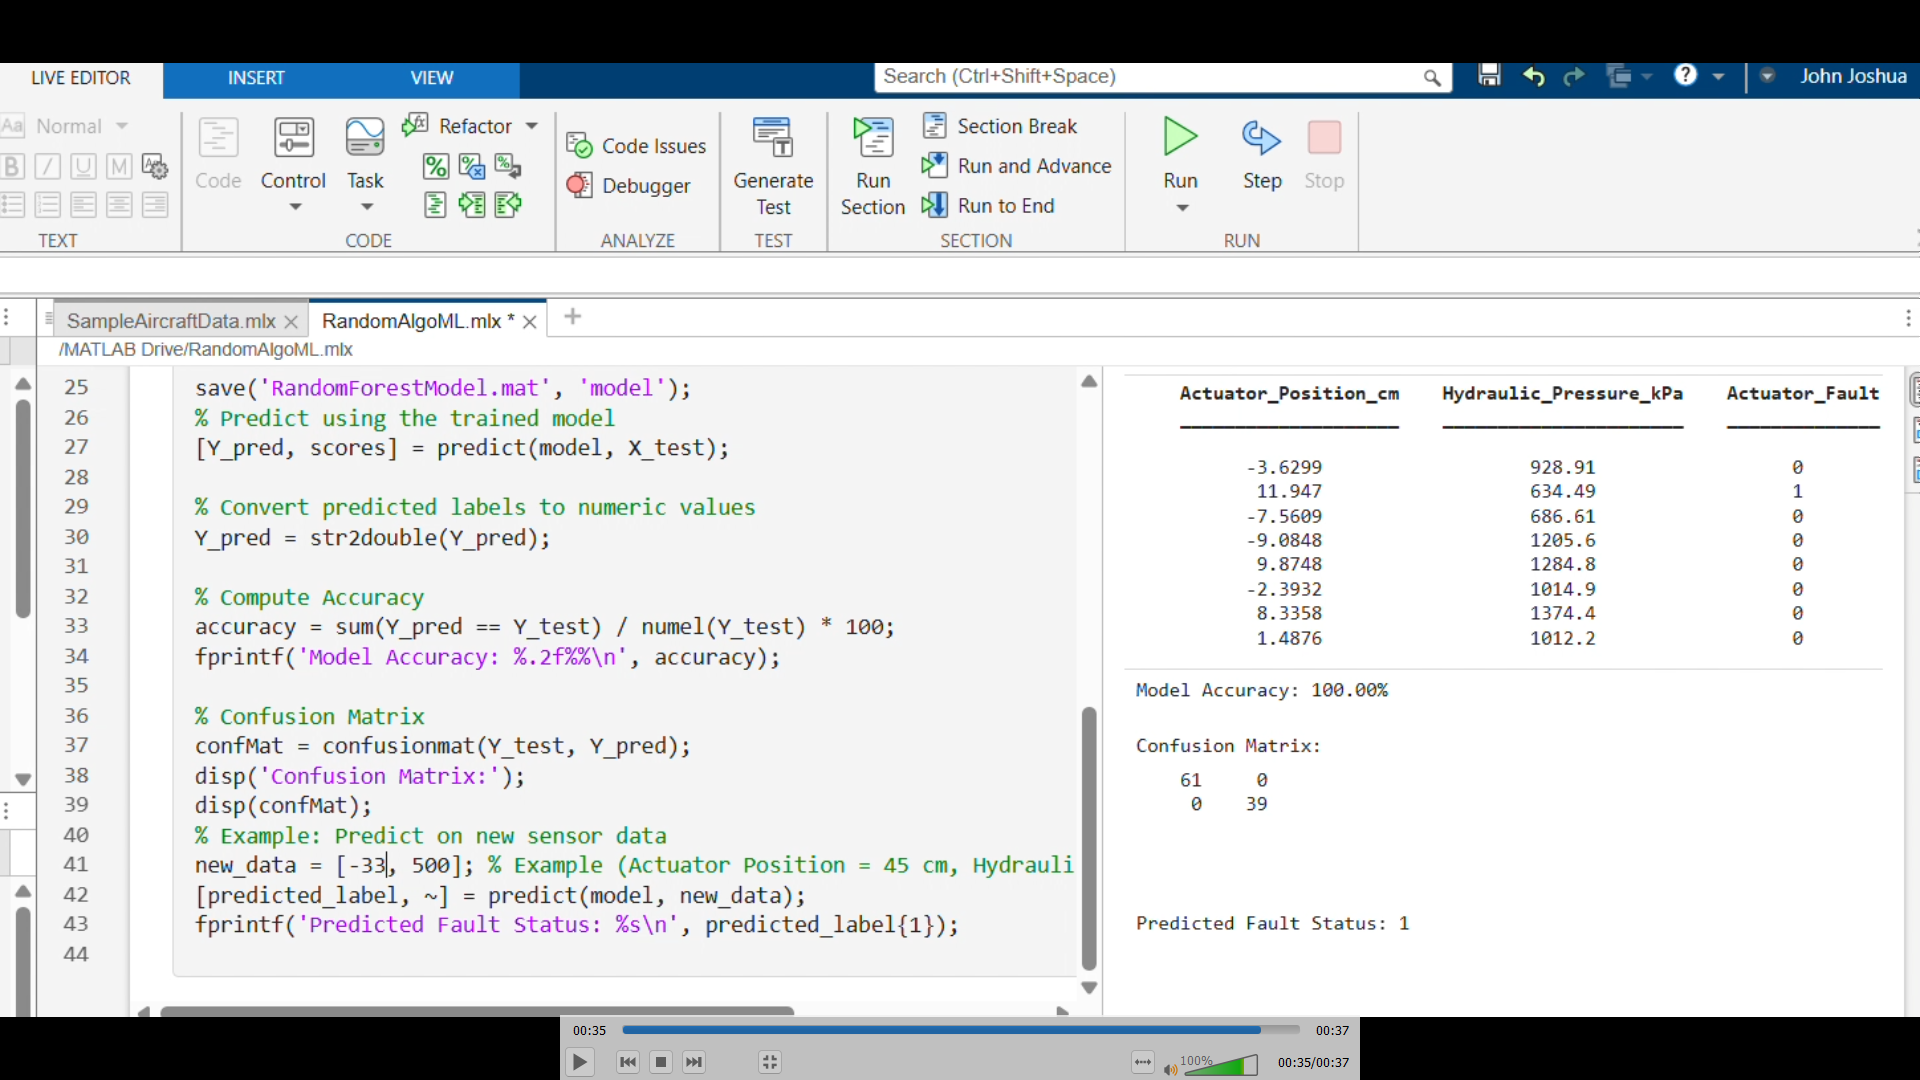 LIVE EDITOR INSERT VIEW Search (Ctrl+Shift+Space) John Joshua
Aa Normal
B I U M
Code Control Task Refactor
Code Issues
Debugger
Generate Test
Run Section
Section Break
Run and Advance
Run to End
Run Step Stop
TEXT CODE ANALYZE TEST SECTION RUN
SampleAircraftData.mlx RandomAlgoML.mlx *
/MATLAB Drive/RandomAlgoML.mlx
25 save('RandomForestModel.mat', 'model');
26 % Predict using the trained model
27 [Y_pred, scores] = predict(model, X_test);
28
29 % Convert predicted labels to numeric values
30 Y_pred = str2double(Y_pred);
31
32 % Compute Accuracy
33 accuracy = sum(Y_pred == Y_test) / numel(Y_test) * 100;
34 fprintf('Model Accuracy: %.2f%%\n', accuracy);
35
36 % Confusion Matrix
37 confMat = confusionmat(Y_test, Y_pred);
38 disp('Confusion Matrix:');
39 disp(confMat);
40 % Example: Predict on new sensor data
41 new_data = [-33, 500]; % Example (Actuator Position = 45 cm, Hydrauli
42 [predicted_label, ~] = predict(model, new_data);
43 fprintf('Predicted Fault Status: %s\n', predicted_label{1});
44
Actuator_Position_cm Hydraulic_Pressure_kPa Actuator_Fault
-3.6299 928.91 0
11.947 634.49 1
-7.5609 686.61 0
-9.0848 1205.6 0
9.8748 1284.8 0
-2.3932 1014.9 0
8.3358 1374.4 0
1.4876 1012.2 0
Model Accuracy: 100.00%
Confusion Matrix:
61 0
0 39
Predicted Fault Status: 1
00:35 00:37
100% 00:35/00:37